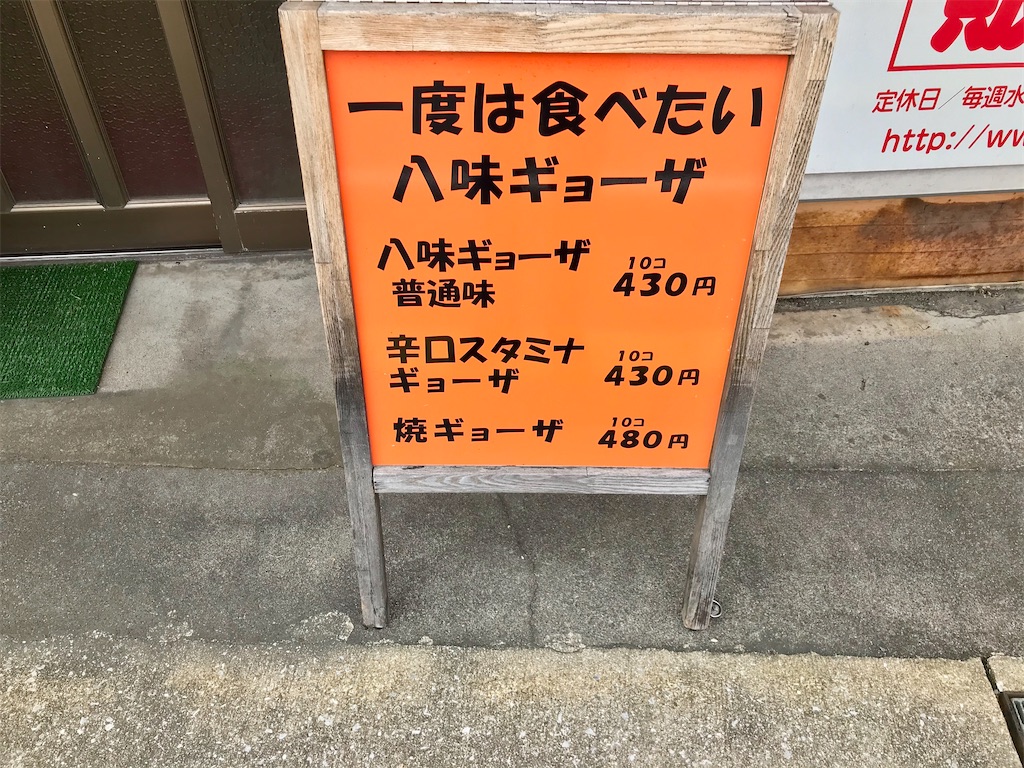 一度は食べたい
八味ギョーザ
八味ギョーザ
普通味
10コ
430円
辛口スタミナ
ギョーザ
10コ
430円
焼ギョーザ
10コ
480円
定休日/毎週水
http://ww